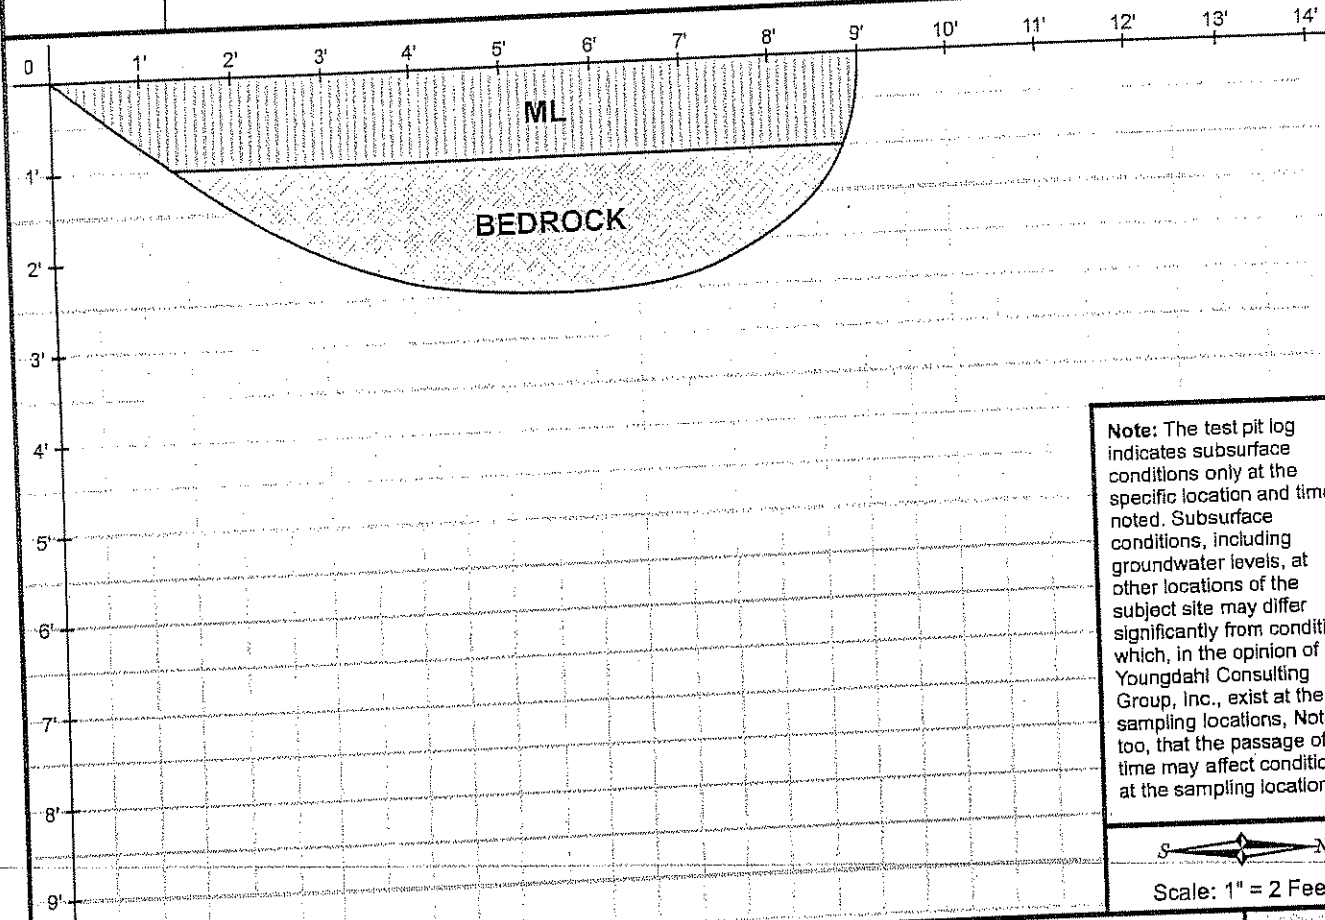 0 1' 2' 3' 4' 5' 6' 7' 8' 9' 10' 11' 12' 13' 14'
ML
1'
BEDROCK
2'
3'
4'
5'
6'
7'
8'
9'
Note: The test pit log
indicates subsurface
conditions only at the
specific location and time
noted. Subsurface
conditions, including
groundwater levels, at
other locations of the
subject site may differ
significantly from conditi
which, in the opinion of
Youngdahl Consulting
Group, Inc., exist at the
sampling locations, Not
too, that the passage of
time may affect conditio
at the sampling location
S N
Scale: 1" = 2 Fee